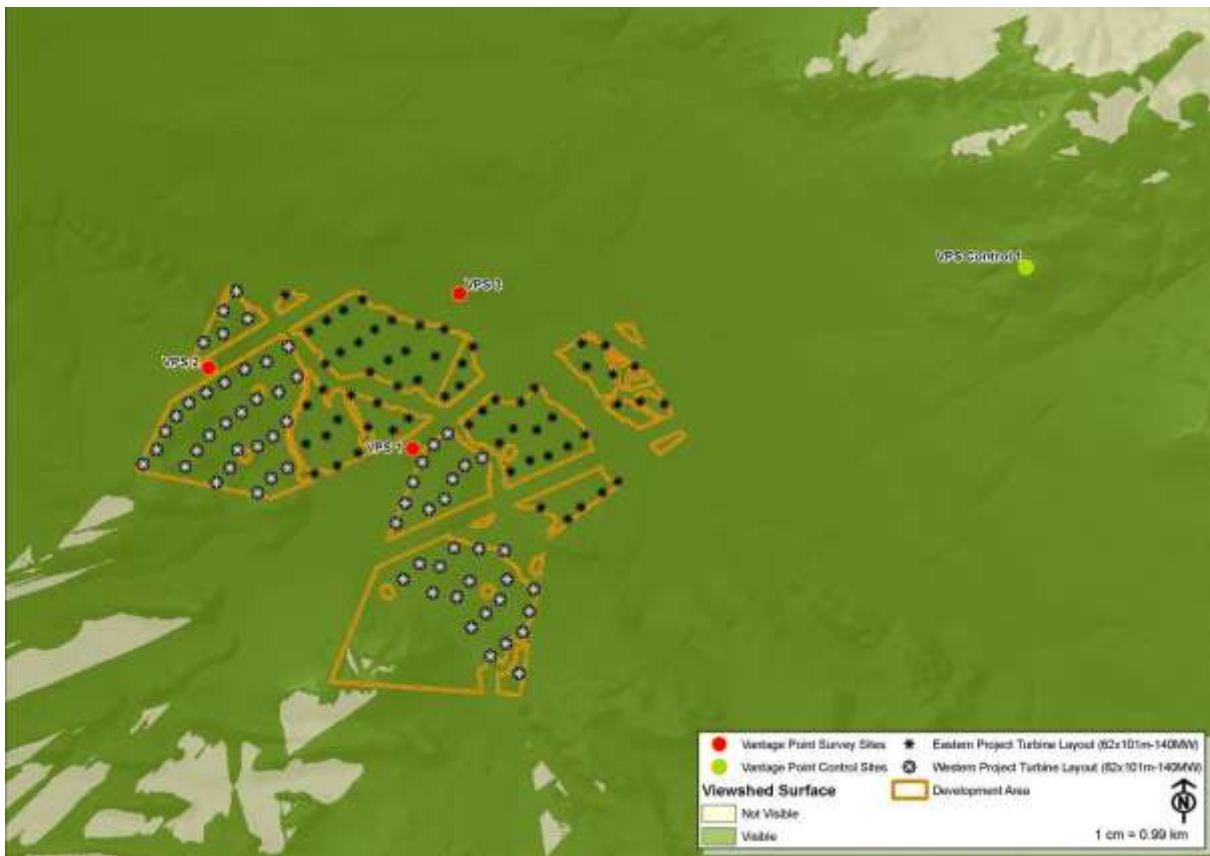 VPS Control 1
VPS 3
VPS 2
VPS 1
Vantage Point Survey Sites
Eastern Project Turbine Layout (62x101m-140MW)
Vantage Point Control Sites
Western Project Turbine Layout (62x101m-140MW)
Viewshed Surface
Development Area
Not Visible
Visible
N
1 cm = 0.99 km